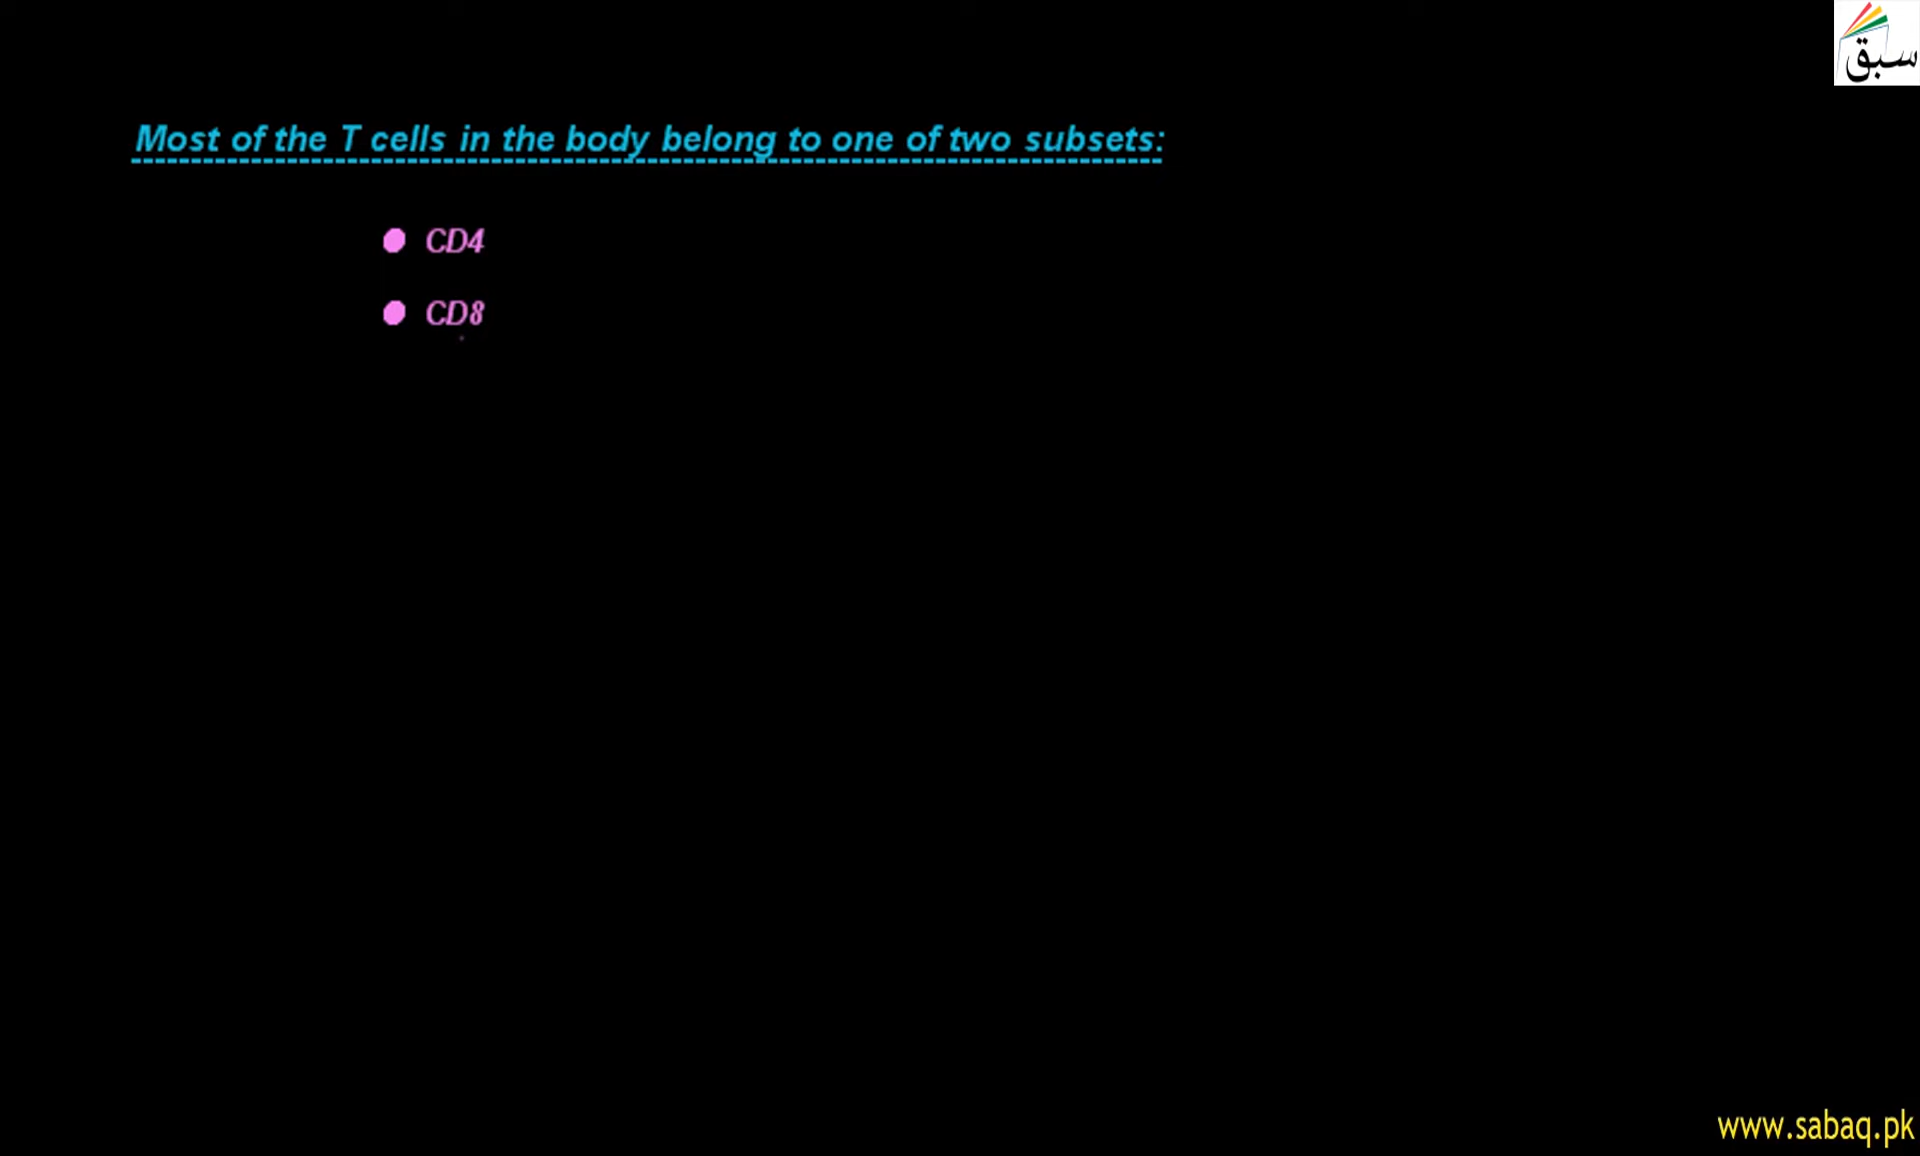 سبق
Most of the T cells in the body belong to one of two subsets:
CD4
CD8
www.sabaq.pk